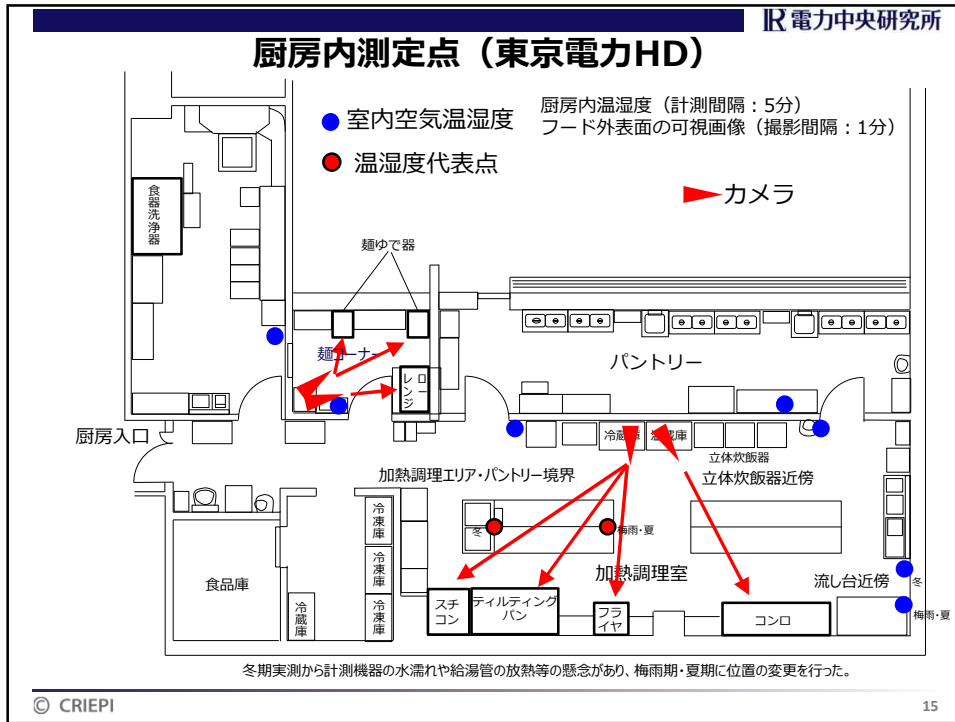 電力中央研究所
厨房内測定点（東京電力HD）
室内空気温湿度
温湿度代表点
厨房内温湿度（計測間隔：5分）
フード外表面の可視画像（撮影間隔：1分）
カメラ
食器洗浄器
麺ゆで器
麺コーナー
ローレンジ
パントリー
厨房入口
冷蔵庫
温蔵庫
立体炊飯器
立体炊飯器近傍
加熱調理エリア・パントリー境界
冷凍庫
冷凍庫
冷凍庫
冷蔵庫
食品庫
冬
梅雨・夏
加熱調理室
流し台近傍
冬
梅雨・夏
スチコン
ティルティングパン
フライヤ
コンロ
冬期実測から計測機器の水濡れや給湯管の放熱等の懸念があり、梅雨期・夏期に位置の変更を行った。
© CRIEPI
15